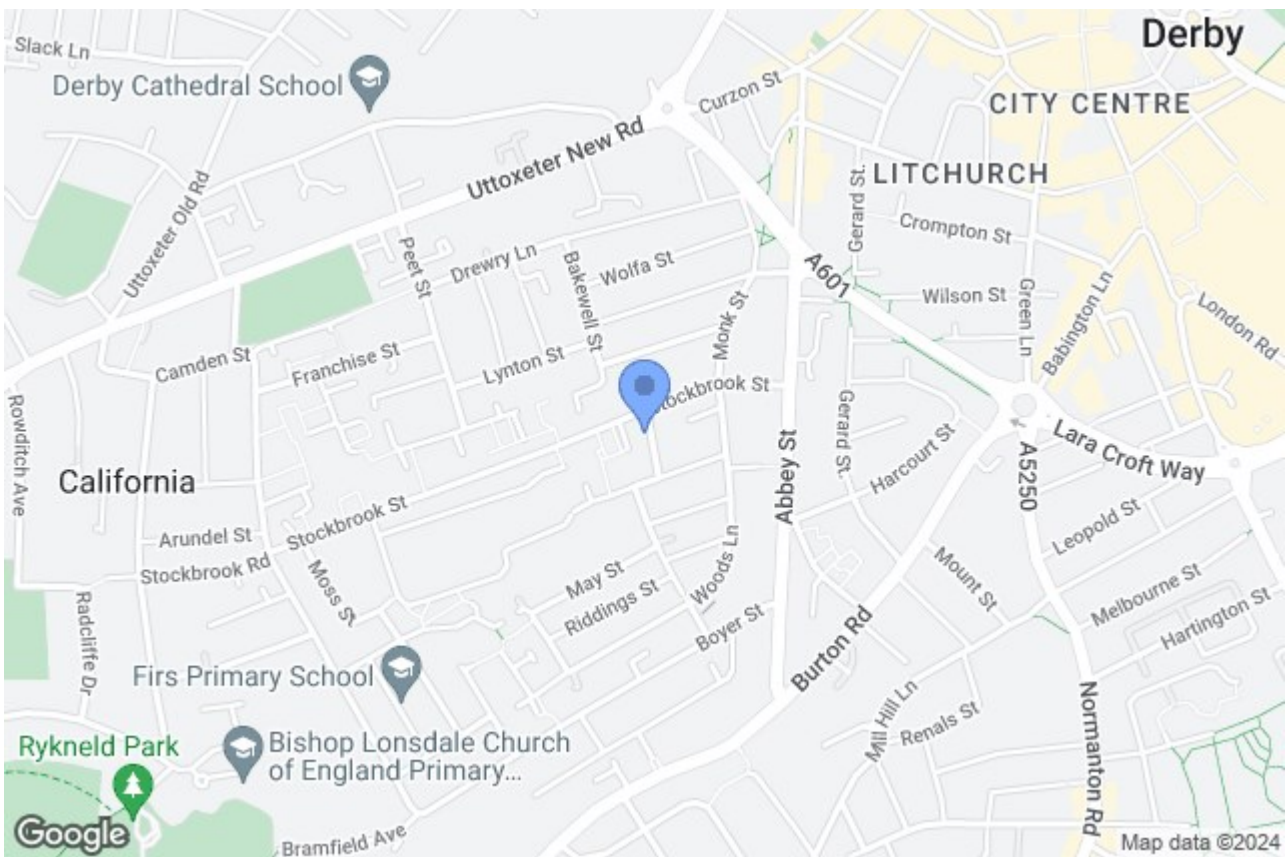 Slack Ln
Derby Cathedral School
Derby
Curzon St
CITY CENTRE
Uttoxeter New Rd
LITCHURCH
Uttoxeter Old Rd
Gerard St.
Crompton St
Peet St
Drewry Ln
Bakewell St
Wolfa St
A601
Wilson St
Green Ln
Babington Ln
London Rd
Monk St
Camden St
Franchise St
Lynton St
Stockbrook St
Rowditch Ave
Gerard St.
Harcourt St
Lara Croft Way
California
Abbey St
A5250
Stockbrook St
Arundel St
Leopold St
Stockbrook Rd
Moss St
May St
Woods Ln
Mount St
Melbourne St
Radcliffe Dr
Riddings St
Boyer St
Hartington St
Burton Rd
Firs Primary School
Mill Hill Ln
Renals St
Normanton Rd
Rykneld Park
Bishop Lonsdale Church
of England Primary...
Bramfield Ave
Google
Map data ©2024